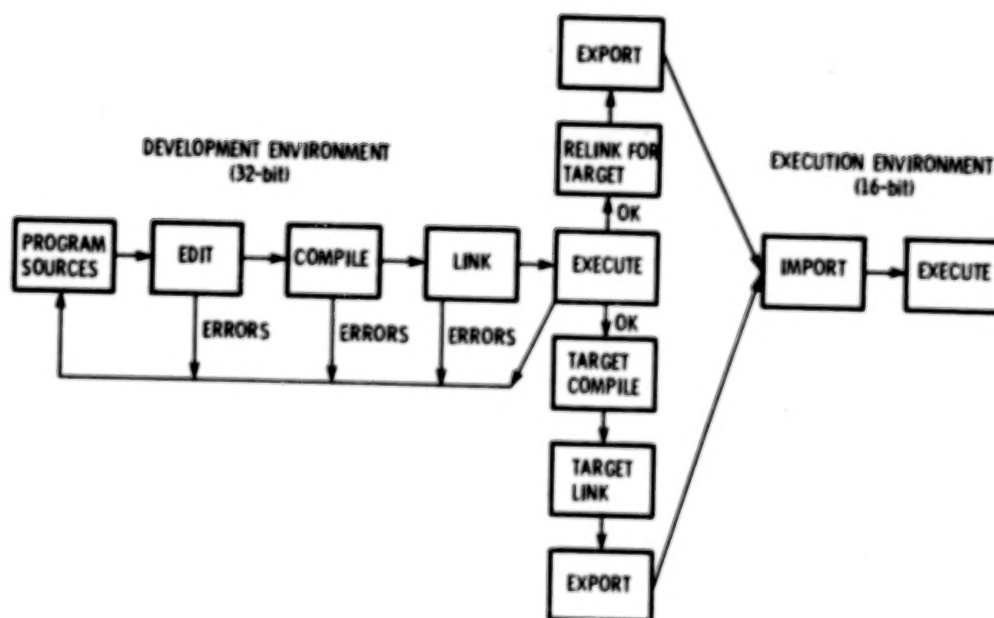 EXPORT
DEVELOPMENT ENVIRONMENT
(32-bit)
RELINK FOR
TARGET
EXECUTION ENVIRONMENT
(16-bit)
OK
PROGRAM
SOURCES
EDIT
COMPILE
LINK
EXECUTE
IMPORT
EXECUTE
ERRORS
ERRORS
ERRORS
OK
TARGET
COMPILE
TARGET
LINK
EXPORT